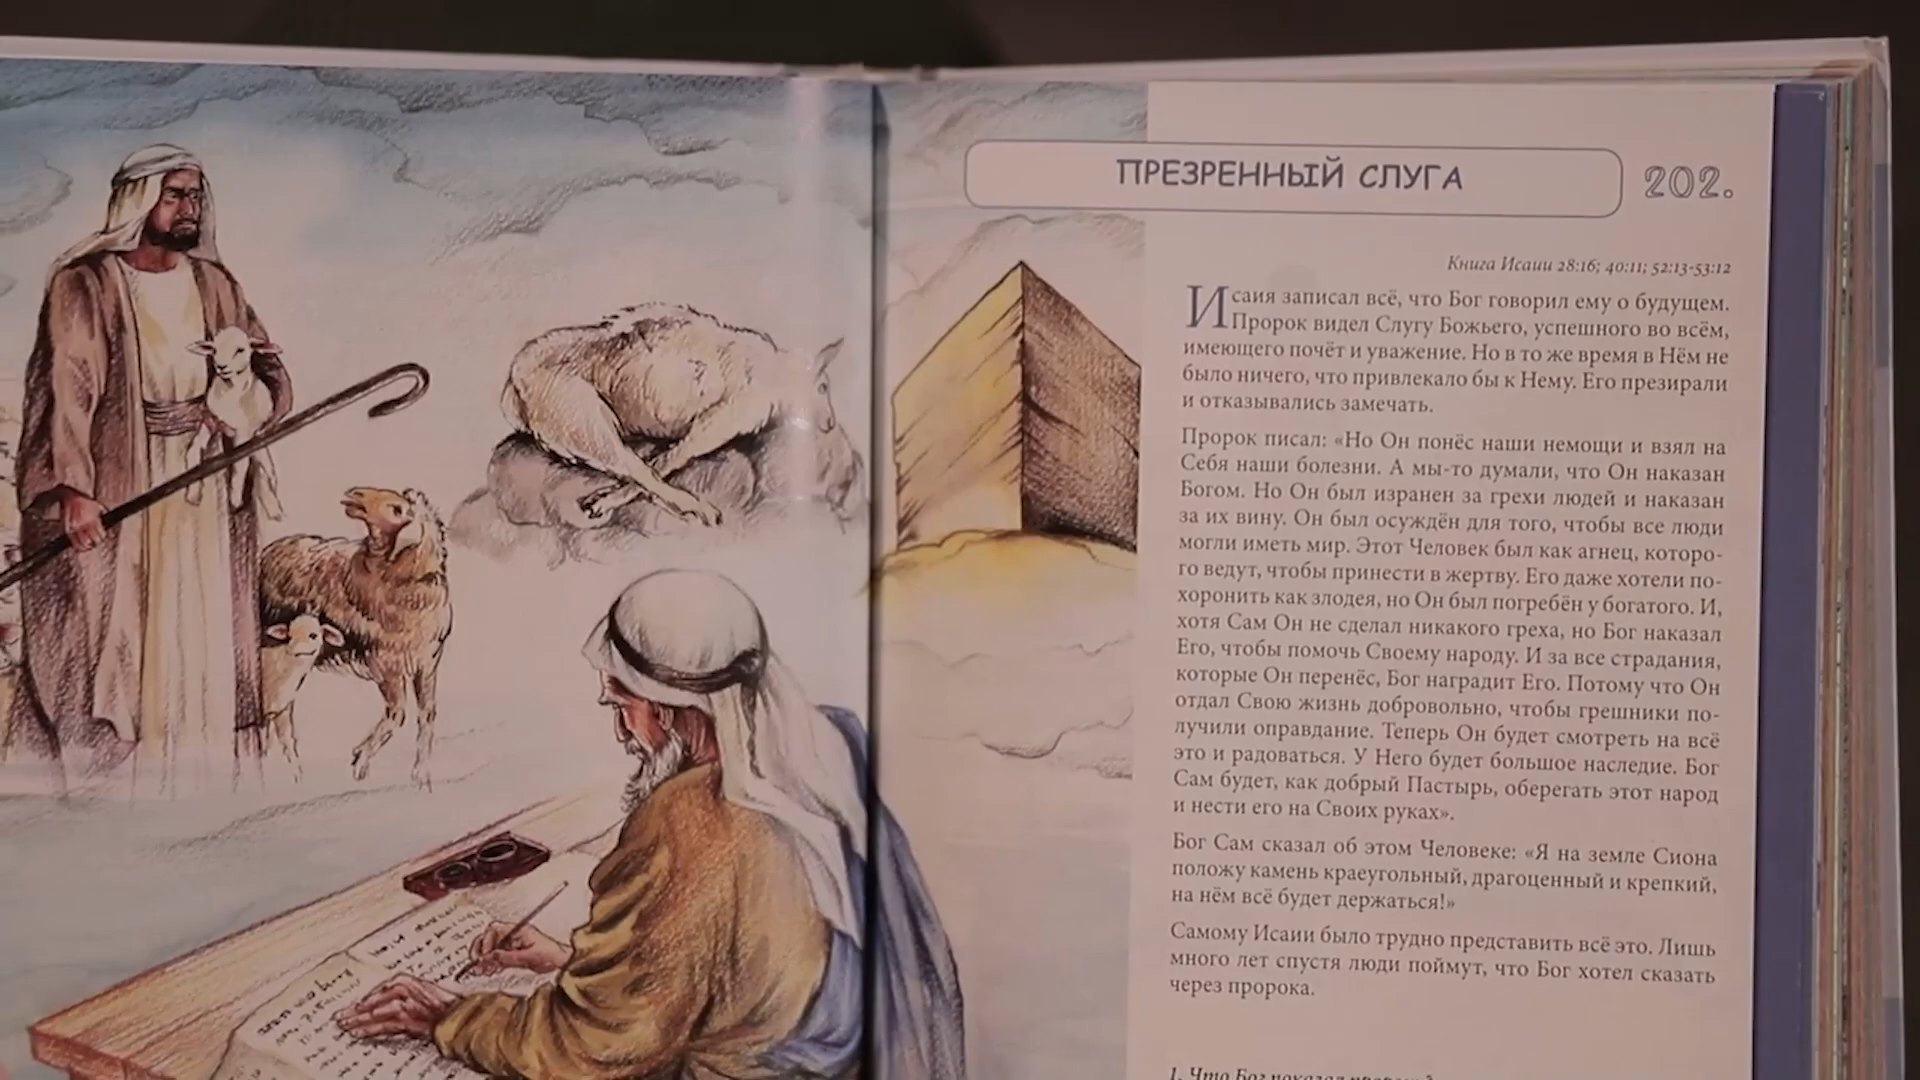 ПРЕЗРЕННЫЙ СЛУГА
202.
Книга Исаии 28:16; 40:11; 52:13-53:12
Исаия записал всё, что Бог говорил ему о будущем.
Пророк видел Слугу Божьего, успешного во всём,
имеющего почёт и уважение. Но в то же время в Нём не
было ничего, что привлекало бы к Нему. Его презирали
и отказывались замечать.
Пророк писал: «Но Он понёс наши немощи и взял на
Себя наши болезни. А мы-то думали, что Он наказан
Богом. Но Он был изранен за грехи людей и наказан
за их вину. Он был осуждён для того, чтобы все люди
могли иметь мир. Этот Человек был как агнец, которо-
го ведут, чтобы принести в жертву. Его даже хотели по-
хоронить как злодея, но Он был погребён у богатого. И,
хотя Сам Он не сделал никакого греха, но Бог наказал
Его, чтобы помочь Своему народу. И за все страдания,
которые Он перенёс, Бог наградит Его. Потому что Он
отдал Свою жизнь добровольно, чтобы грешники по-
лучили оправдание. Теперь Он будет смотреть на всё
это и радоваться. У Него будет большое наследие. Бог
Сам будет, как добрый Пастырь, оберегать этот народ
и нести его на Своих руках».
Бог Сам сказал об этом Человеке: «Я на земле Сиона
положу камень краеугольный, драгоценный и крепкий,
на нём всё будет держаться!»
Самому Исаии было трудно представить всё это. Лишь
много лет спустя люди поймут, что Бог хотел сказать
через пророка.
1. Что Бог показал